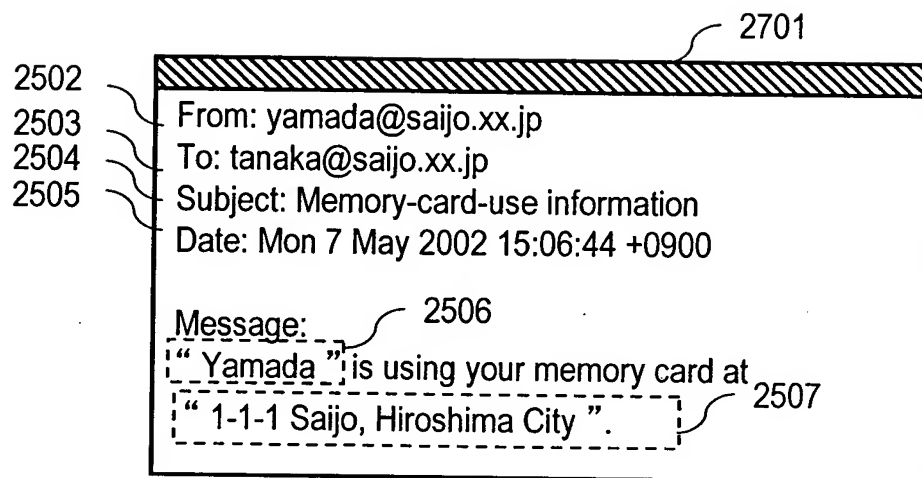 2701
2502
2503
2504
2505
From: yamada@saijo.xx.jp
To: tanaka@saijo.xx.jp
Subject: Memory-card-use information
Date: Mon 7 May 2002 15:06:44 +0900
Message:
2506
“ Yamada ” is using your memory card at
2507
“ 1-1-1 Saijo, Hiroshima City ”.